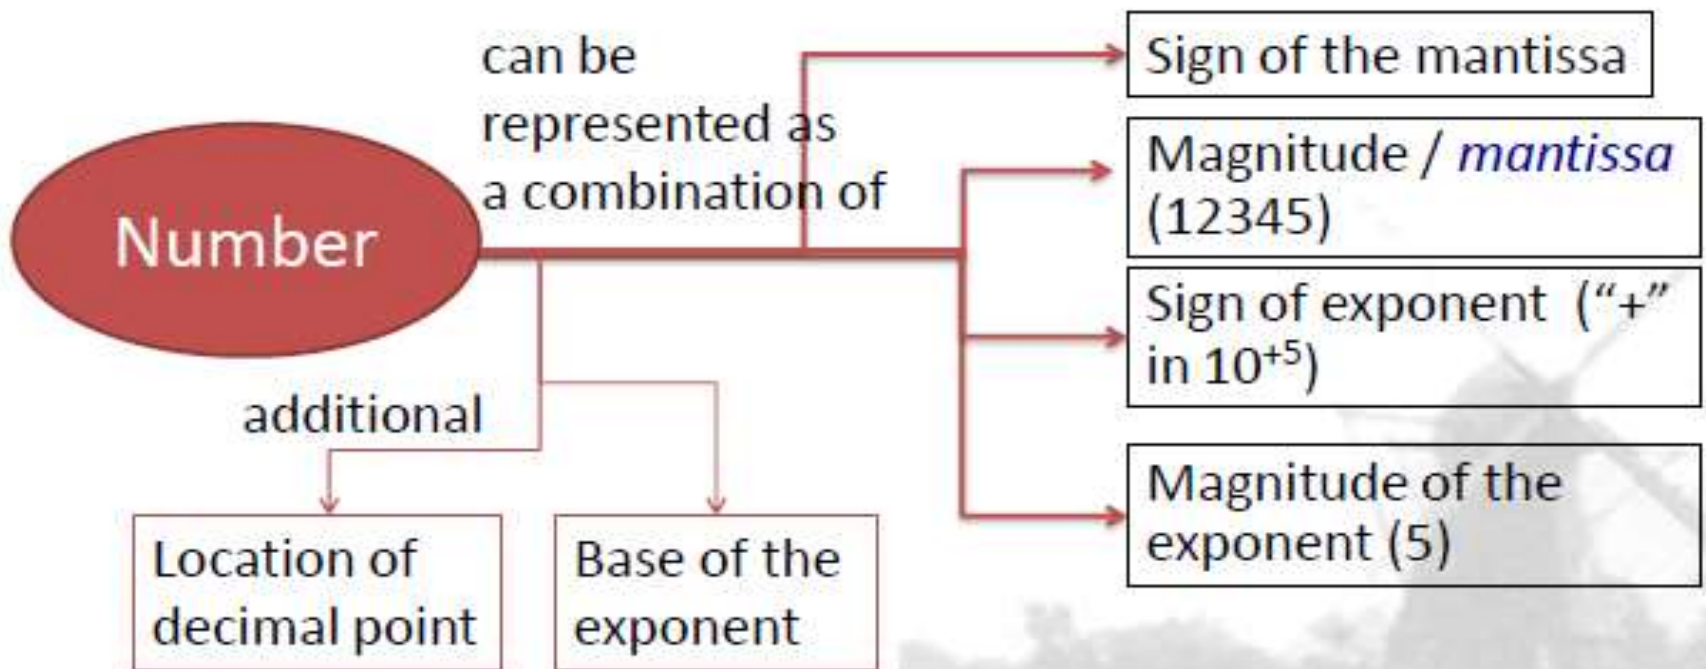 Number
can be
represented as
a combination of
Sign of the mantissa
Magnitude / mantissa
(12345)
Sign of exponent (“+”
in 10⁺⁵)
Magnitude of the
exponent (5)
additional
Location of
decimal point
Base of the
exponent